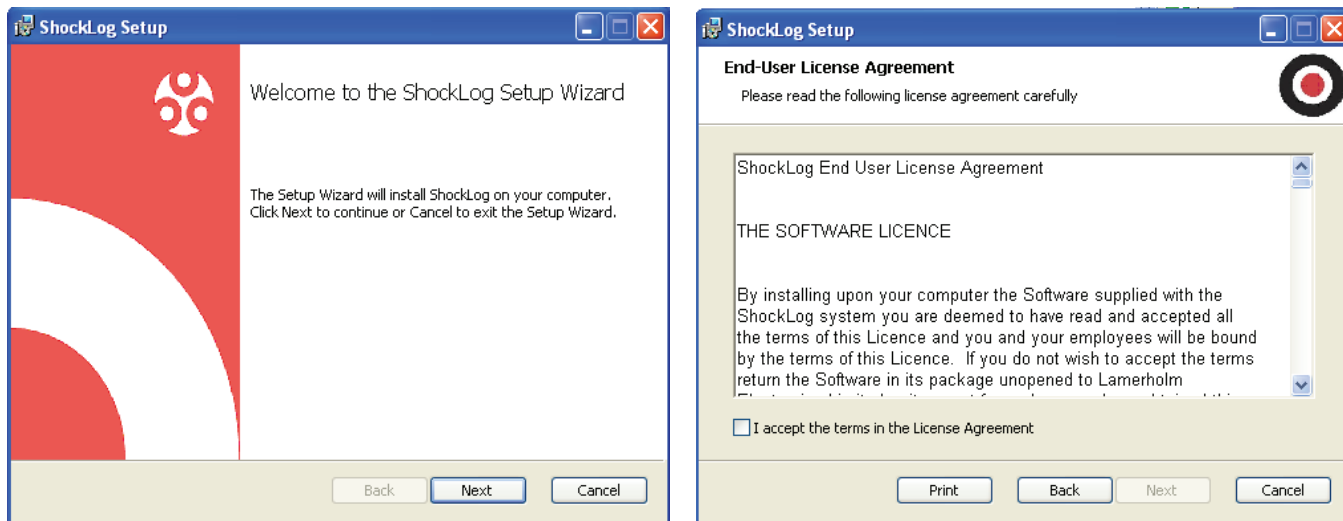 ShockLog Setup
Welcome to the ShockLog Setup Wizard
The Setup Wizard will install ShockLog on your computer.
Click Next to continue or Cancel to exit the Setup Wizard.
Back Next Cancel
ShockLog Setup
End-User License Agreement
Please read the following license agreement carefully
ShockLog End User License Agreement
THE SOFTWARE LICENCE
By installing upon your computer the Software supplied with the
ShockLog system you are deemed to have read and accepted all
the terms of this Licence and you and your employees will be bound
by the terms of this Licence.  If you do not wish to accept the terms
return the Software in its package unopened to Lamerholm
I accept the terms in the License Agreement
Print Back Next Cancel